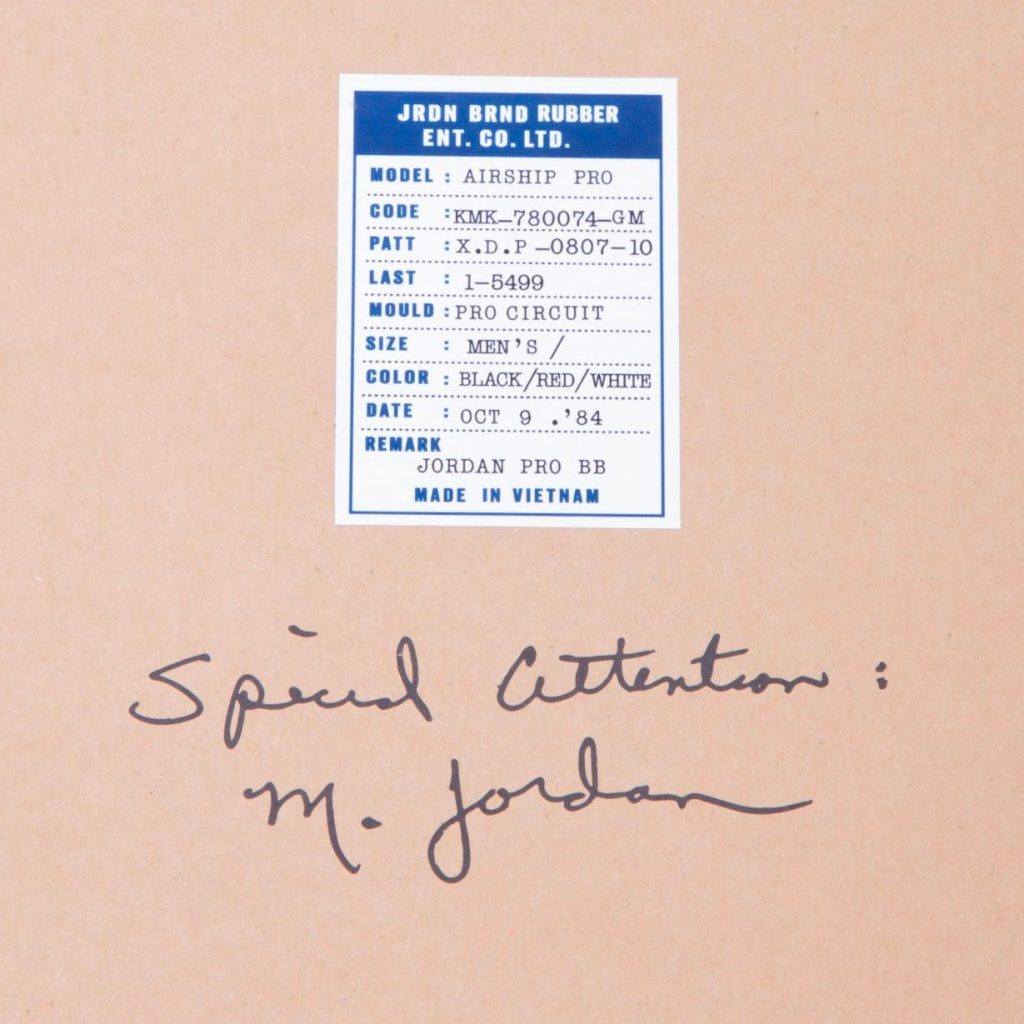 JRDN BRND RUBBER
ENT. CO. LTD.
MODEL : AIRSHIP PRO
CODE : KMK-780074-GM
PATT : X.D.P-0807-10
LAST : 1-5499
MOULD : PRO CIRCUIT
SIZE : MEN'S /
COLOR : BLACK/RED/WHITE
DATE : OCT 9 .'84
REMARK
JORDAN PRO BB
MADE IN VIETNAM
Special Attention :
M. Jordan